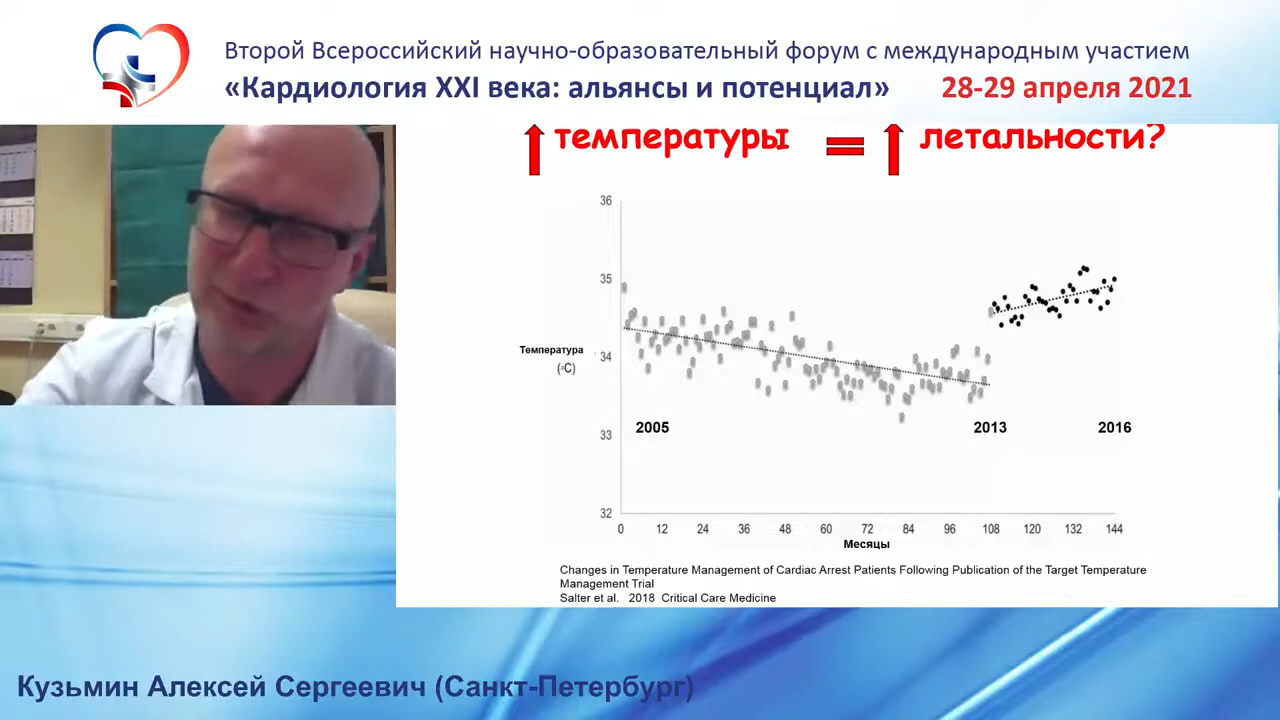 Второй Всероссийский научно-образовательный форум с международным участием
«Кардиология XXI века: альянсы и потенциал» 28-29 апреля 2021
температуры = летальности?
36
35
Температура
(°C)
34
2005 2013 2016
33
32
0 12 24 36 48 60 72 84 96 108 120 132 144
Месяцы
Changes in Temperature Management of Cardiac Arrest Patients Following Publication of the Target Temperature
Management Trial
Salter et al. 2018 Critical Care Medicine
Кузьмин Алексей Сергеевич (Санкт-Петербург)